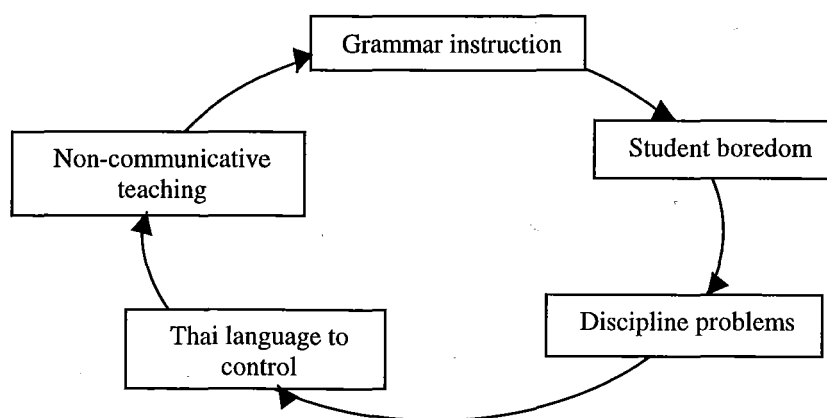 Grammar instruction
Student boredom
Discipline problems
Thai language to
control
Non-communicative
teaching